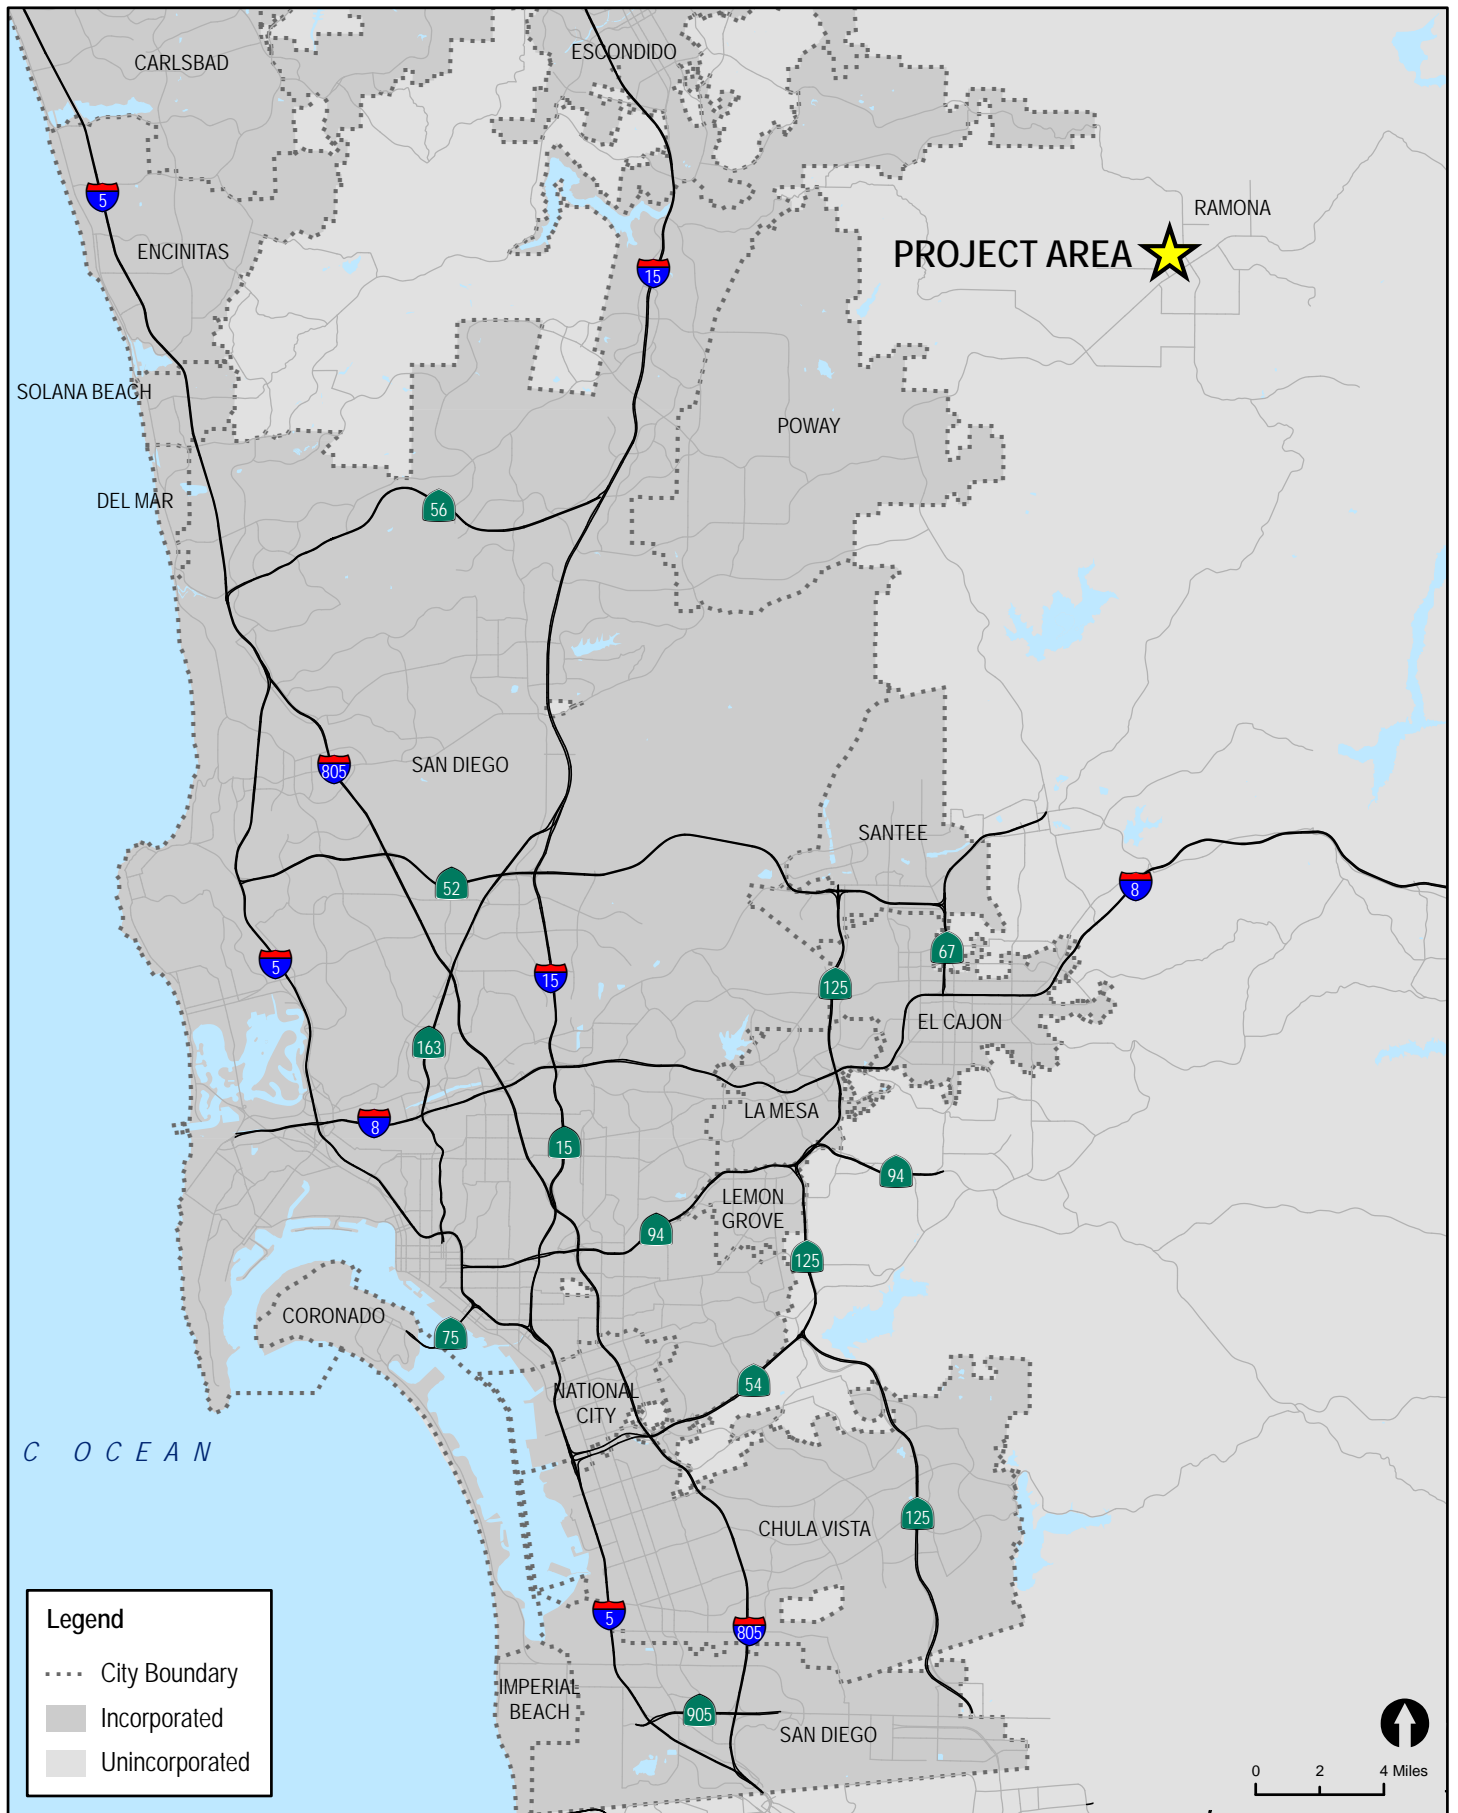 CARLSBAD
ESCONDIDO
5
RAMONA
ENCINITAS
PROJECT AREA
15
SOLANA BEACH
POWAY
DEL MAR
56
SAN DIEGO
805
SANTEE
52
8
67
5
15
125
EL CAJON
163
LA MESA
8
15
94
LEMON
GROVE
94
125
CORONADO
75
54
NATIONAL
CITY
C OCEAN
125
CHULA VISTA
5
805
Legend
City Boundary
Incorporated
Unincorporated
IMPERIAL
BEACH
905
SAN DIEGO
0 2 4 Miles